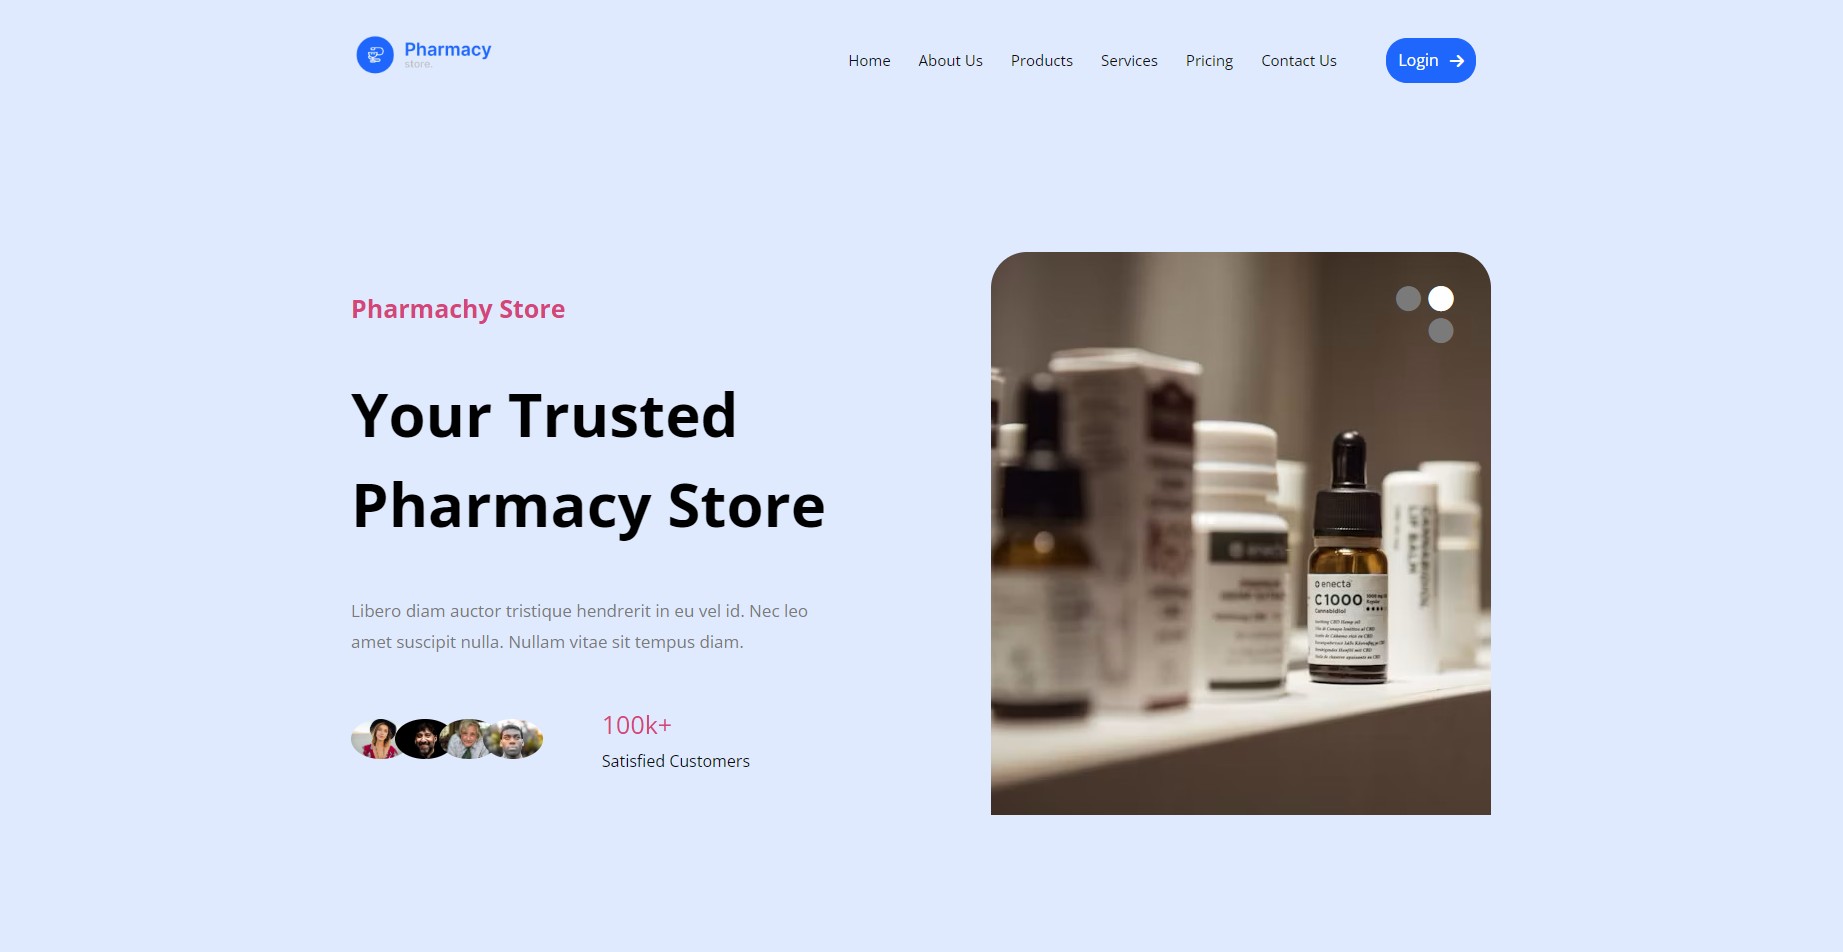 Pharmacy
store.
Home
About Us
Products
Services
Pricing
Contact Us
Login
Pharmachy Store
Your Trusted
Pharmacy Store
Libero diam auctor tristique hendrerit in eu vel id. Nec leo
amet suscipit nulla. Nullam vitae sit tempus diam.
100k+
Satisfied Customers
enecta
C1000
Cannabidiol
LIP BALM